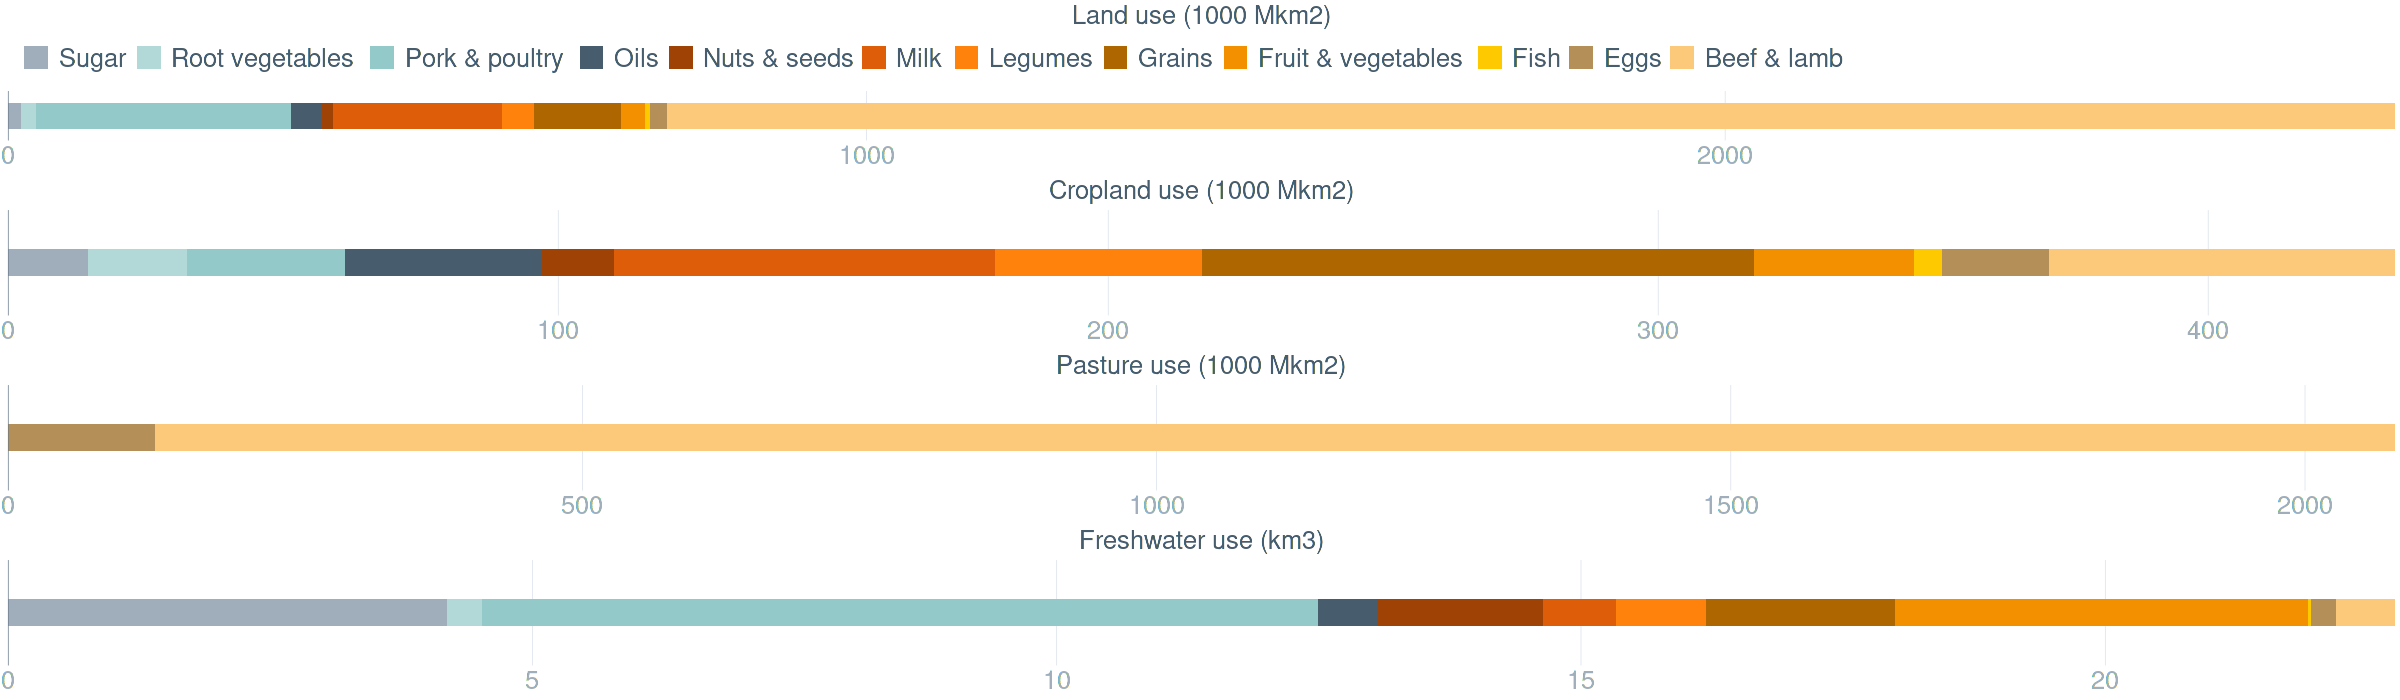 Land use (1000 Mkm2)
Sugar Root vegetables Pork & poultry Oils Nuts & seeds Milk Legumes Grains Fruit & vegetables Fish Eggs Beef & lamb
0 1000 2000
Cropland use (1000 Mkm2)
0 100 200 300 400
Pasture use (1000 Mkm2)
0 500 1000 1500 2000
Freshwater use (km3)
0 5 10 15 20